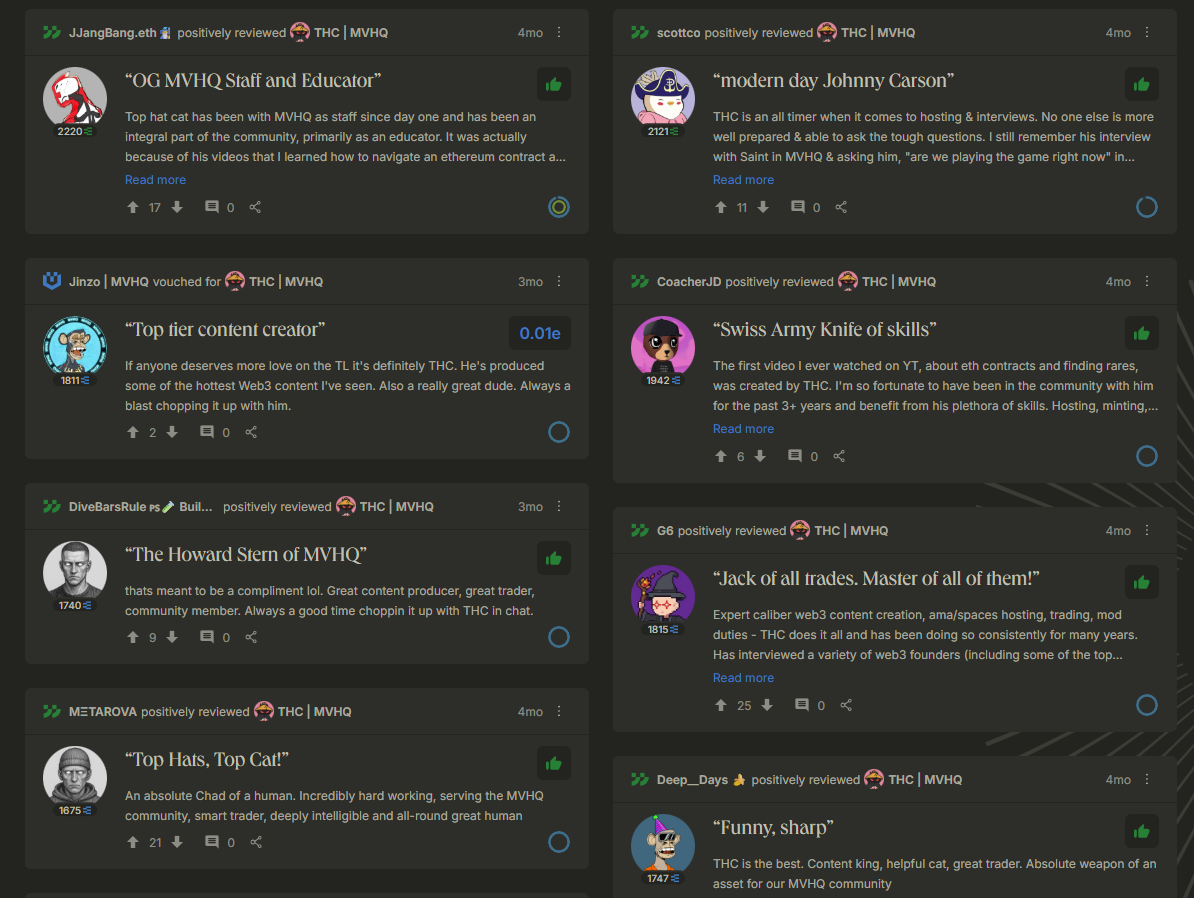 JJangBang.eth positively reviewed THC | MVHQ 4mo
“OG MVHQ Staff and Educator”
Top hat cat has been with MVHQ as staff since day one and has been an
integral part of the community, primarily as an educator. It was actually
because of his videos that I learned how to navigate an ethereum contract a...
2220
Read more
17 0
Jinzo | MVHQ vouched for THC | MVHQ 3mo
“Top tier content creator”
0.01e
If anyone deserves more love on the TL it's definitely THC. He's produced
some of the hottest Web3 content I've seen. Also a really great dude. Always a
blast chopping it up with him.
1811
2 0
DiveBarsRule PS Buil... positively reviewed THC | MVHQ 3mo
“The Howard Stern of MVHQ”
thats meant to be a compliment lol. Great content producer, great trader,
community member. Always a good time choppin it up with THC in chat.
1740
9 0
MΞTAROVA positively reviewed THC | MVHQ 4mo
“Top Hats, Top Cat!”
An absolute Chad of a human. Incredibly hard working, serving the MVHQ
community, smart trader, deeply intelligible and all-round great human
1675
21 0
scottco positively reviewed THC | MVHQ 4mo
“modern day Johnny Carson”
THC is an all timer when it comes to hosting & interviews. No one else is more
well prepared & able to ask the tough questions. I still remember his interview
with Saint in MVHQ & asking him, "are we playing the game right now" in...
2121
Read more
11 0
CoacherJD positively reviewed THC | MVHQ 4mo
“Swiss Army Knife of skills”
The first video I ever watched on YT, about eth contracts and finding rares,
was created by THC. I'm so fortunate to have been in the community with him
for the past 3+ years and benefit from his plethora of skills. Hosting, minting,...
1942
Read more
6 0
G6 positively reviewed THC | MVHQ 4mo
“Jack of all trades. Master of all of them!”
Expert caliber web3 content creation, ama/spaces hosting, trading, mod
duties - THC does it all and has been doing so consistently for many years.
Has interviewed a variety of web3 founders (including some of the top...
1815
Read more
25 0
Deep__Days positively reviewed THC | MVHQ 4mo
“Funny, sharp”
THC is the best. Content king, helpful cat, great trader. Absolute weapon of an
asset for our MVHQ community
1747